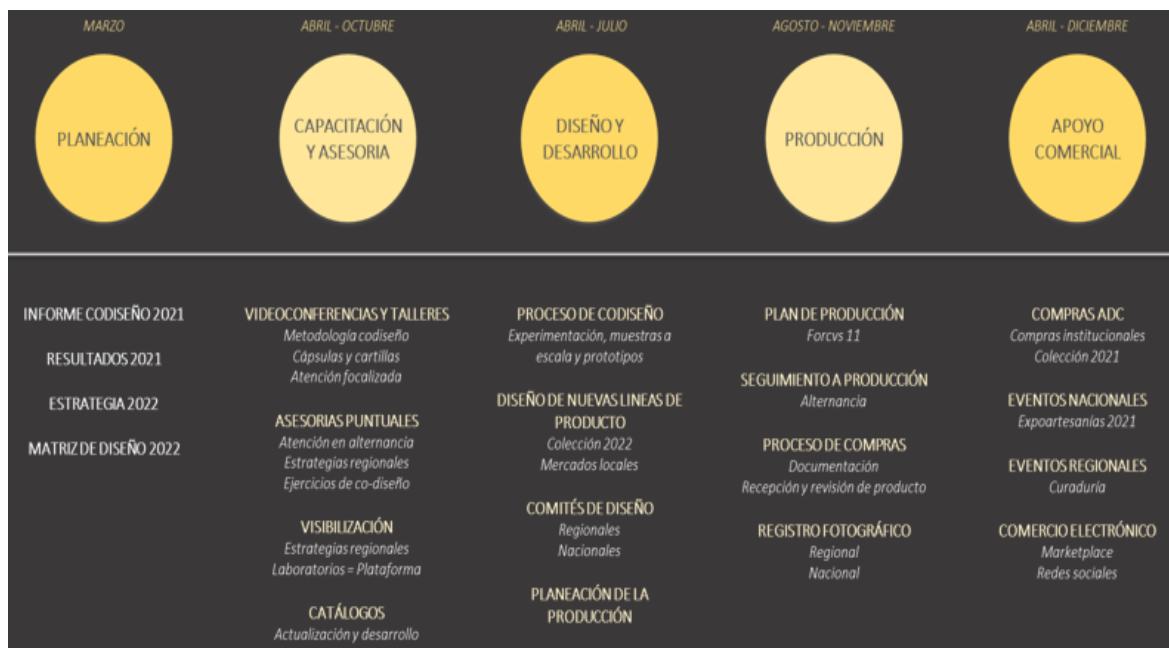 MARZO
PLANEACIÓN
INFORME CODISEÑO 2021
RESULTADOS 2021
ESTRATEGIA 2022
MATRIZ DE DISEÑO 2022
ABRIL - OCTUBRE
CAPACITACIÓN
Y ASESORIA
VIDEOCONFERENCIAS Y TALLERES
Metodología codiseño
Cápsulas y cartillas
Atención focalizada
ASESORIAS PUNTUALES
Atención en alternancia
Estrategias regionales
Ejercicios de co-diseño
VISIBILIZACIÓN
Estrategias regionales
Laboratorios = Plataforma
CATÁLOGOS
Actualización y desarrollo
ABRIL - JULIO
DISEÑO Y
DESARROLLO
PROCESO DE CODISEÑO
Experimentación, muestras a
escala y prototipos
DISEÑO DE NUEVAS LINEAS DE
PRODUCTO
Colección 2022
Mercados locales
COMITÉS DE DISEÑO
Regionales
Nacionales
PLANEACIÓN DE LA
PRODUCCIÓN
AGOSTO - NOVIEMBRE
PRODUCCIÓN
PLAN DE PRODUCCIÓN
Forcvs 11
SEGUIMIENTO A PRODUCCIÓN
Alternancia
PROCESO DE COMPRAS
Documentación
Recepción y revisión de producto
REGISTRO FOTOGRÁFICO
Regional
Nacional
ABRIL - DICIEMBRE
APOYO
COMERCIAL
COMPRAS ADC
Compras institucionales
Colección 2021
EVENTOS NACIONALES
Expoartesanías 2021
EVENTOS REGIONALES
Curaduría
COMERCIO ELECTRÓNICO
Marketplace
Redes sociales